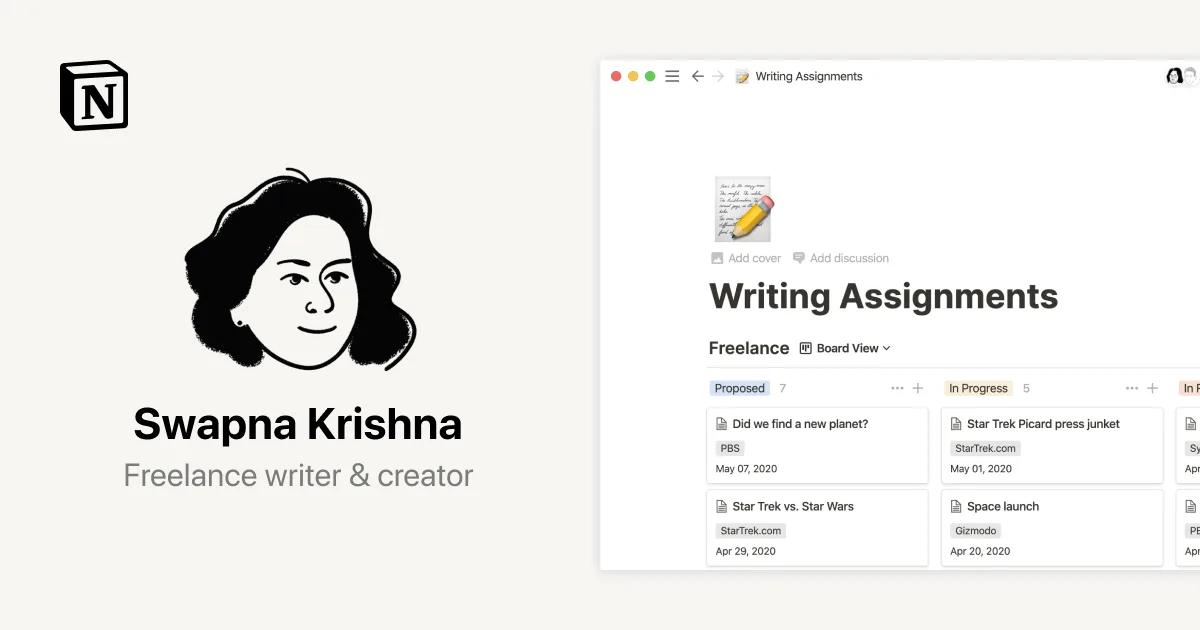 N
Swapna Krishna
Freelance writer & creator
Writing Assignments
Add cover Add discussion
Writing Assignments
Freelance Board View
Proposed 7
In Progress 5
Did we find a new planet?
PBS
May 07, 2020
Star Trek vs. Star Wars
StarTrek.com
Apr 29, 2020
Star Trek Picard press junket
StarTrek.com
May 01, 2020
Space launch
Gizmodo
Apr 20, 2020